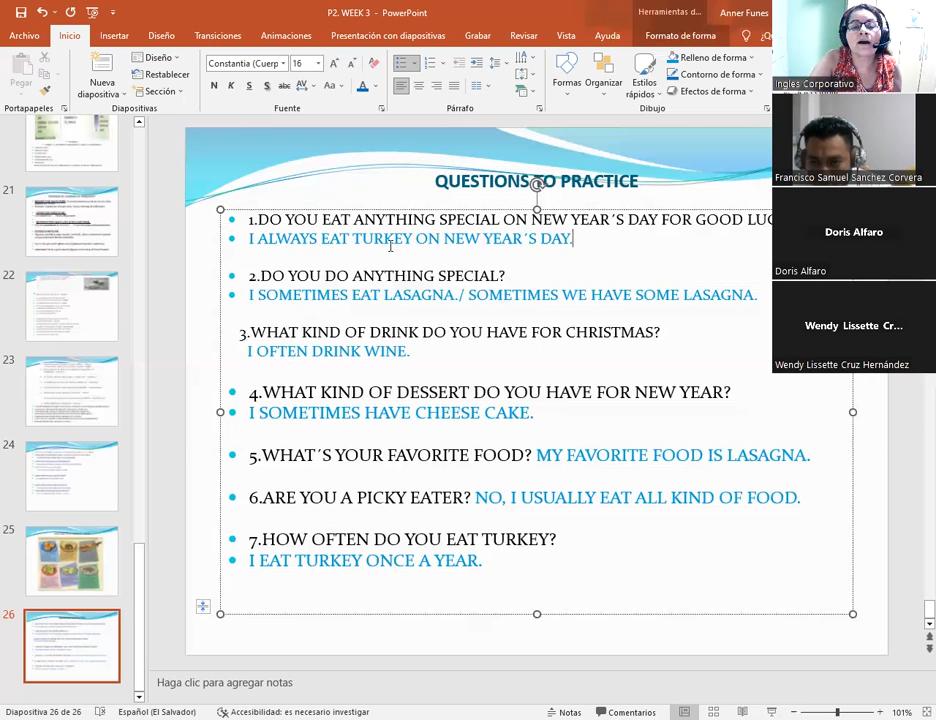 P2. WEEK 3 - PowerPoint
Herramientas d...
Anner Funes
Archivo
Inicio
Insertar
Diseño
Transiciones
Animaciones
Presentación con diapositivas
Grabar
Revisar
Vista
Ayuda
Formato de forma
Pegar
Nueva
diapositiva
Diseño
Restablecer
Sección
Constantia (Cuerp
16
N
K
S
S
abc
AV
Aa
A
Formas
Organizar
Estilos
rápidos
Relleno de forma
Contorno de forma
Efectos de forma
Portapapeles
Diapositivas
Fuente
Párrafo
Dibujo
Ingles Corporativo
Francisco Samuel Sánchez Corvera
Doris Alfaro
Doris Alfaro
Wendy Lissette Cr...
Wendy Lissette Cruz Hernández
21
22
23
24
25
26
QUESTIONS TO PRACTICE
1.DO YOU EAT ANYTHING SPECIAL ON NEW YEAR´S DAY FOR GOOD LUC
I ALWAYS EAT TURKEY ON NEW YEAR´S DAY.
2.DO YOU DO ANYTHING SPECIAL?
I SOMETIMES EAT LASAGNA./ SOMETIMES WE HAVE SOME LASAGNA.
3.WHAT KIND OF DRINK DO YOU HAVE FOR CHRISTMAS?
I OFTEN DRINK WINE.
4.WHAT KIND OF DESSERT DO YOU HAVE FOR NEW YEAR?
I SOMETIMES HAVE CHEESE CAKE.
5.WHAT´S YOUR FAVORITE FOOD? MY FAVORITE FOOD IS LASAGNA.
6.ARE YOU A PICKY EATER? NO, I USUALLY EAT ALL KIND OF FOOD.
7.HOW OFTEN DO YOU EAT TURKEY?
I EAT TURKEY ONCE A YEAR.
Haga clic para agregar notas
Diapositiva 26 de 26
Español (El Salvador)
Accesibilidad: es necesario investigar
Notas
Comentarios
101%